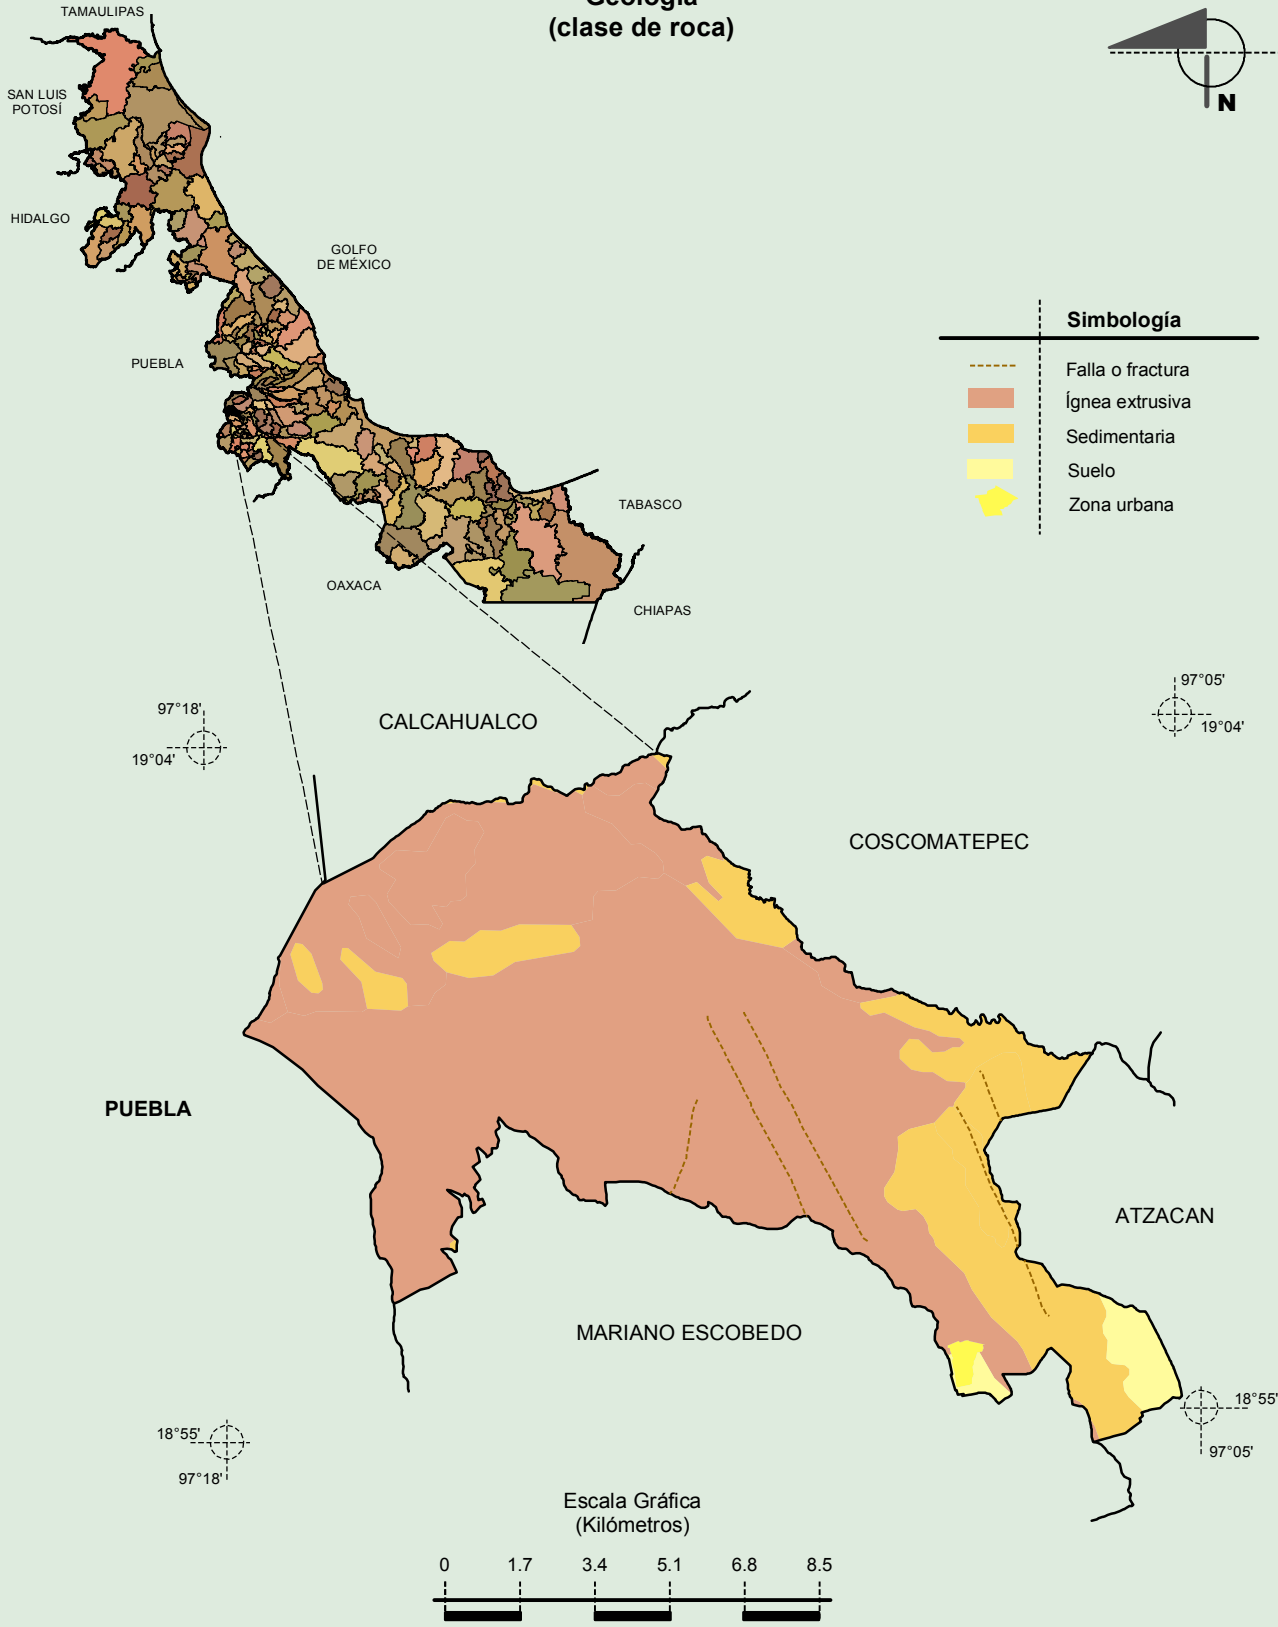 Geología
(clase de roca)
N
TAMAULIPAS
SAN LUIS
POTOSÍ
HIDALGO
GOLFO
DE MÉXICO
PUEBLA
TABASCO
OAXACA
CHIAPAS
Simbología
Falla o fractura
Ígnea extrusiva
Sedimentaria
Suelo
Zona urbana
97°18'
19°04'
97°05'
19°04'
CALCAHUALCO
COSCOMATEPEC
PUEBLA
ATZACAN
MARIANO ESCOBEDO
18°55'
97°18'
18°55'
97°05'
Escala Gráfica
(Kilómetros)
0 1.7 3.4 5.1 6.8 8.5